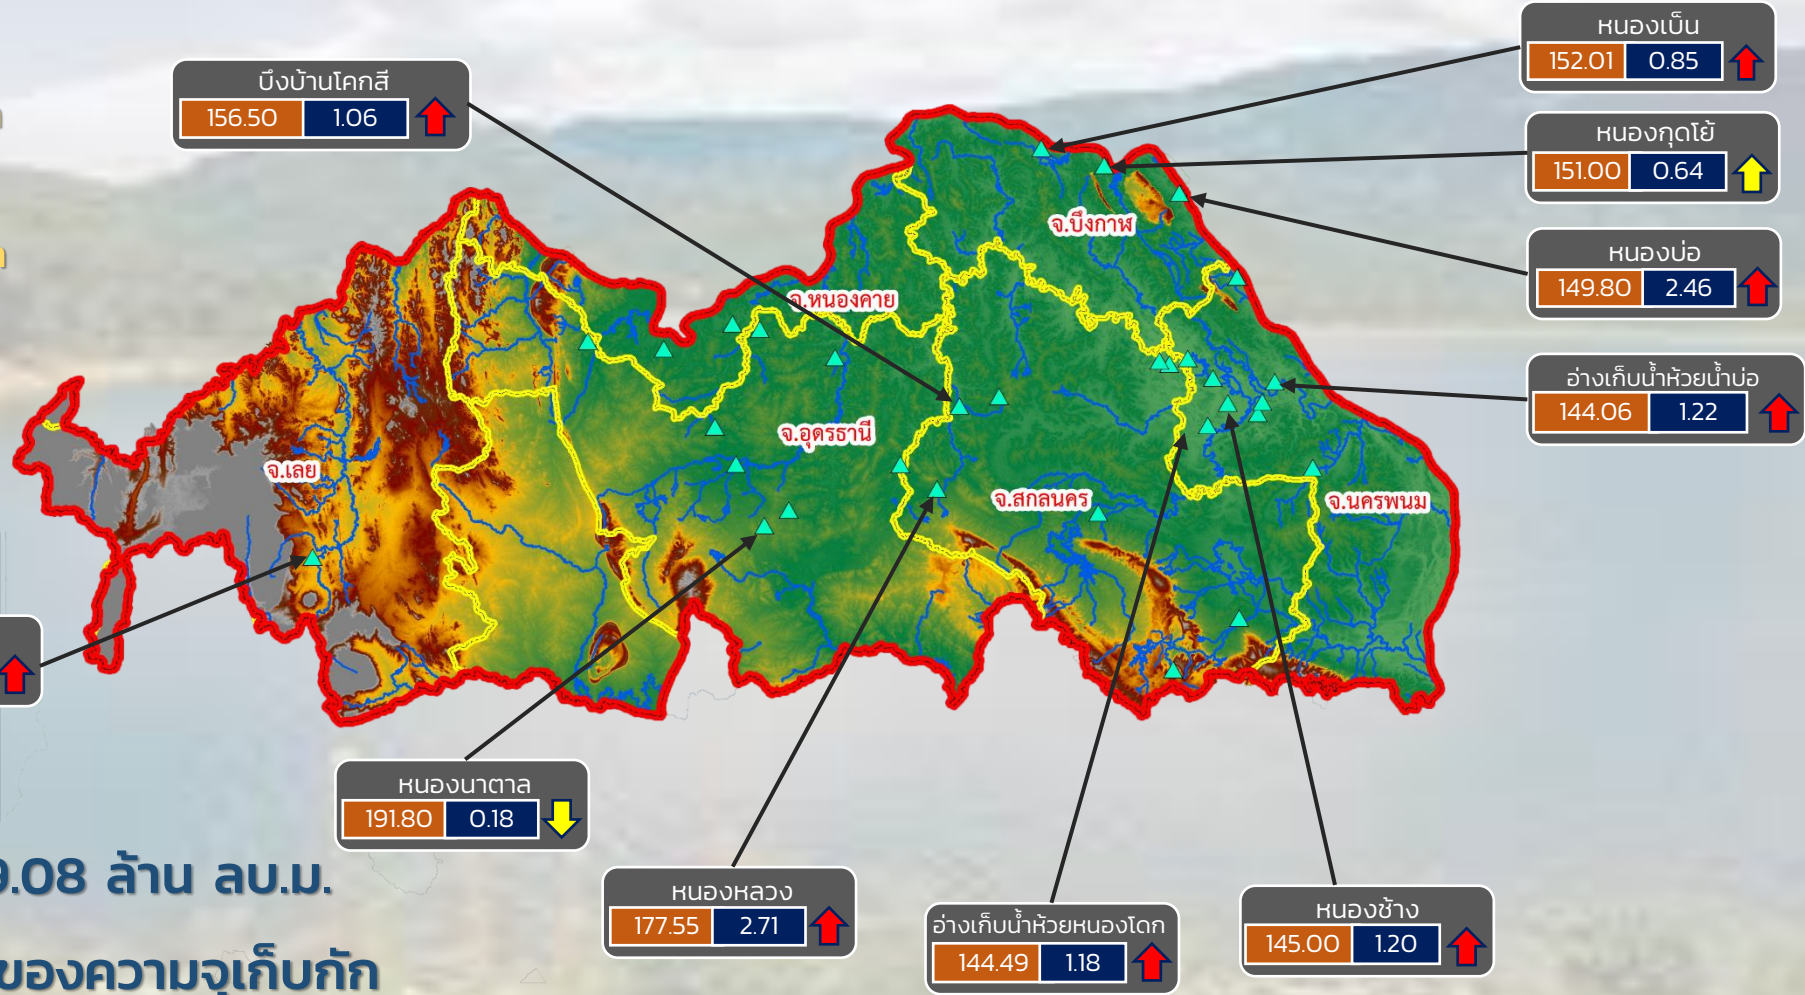 หนองเบ็น
152.01 0.85
บึงบ้านโคกสี
156.50 1.06
หนองกุดโย้
151.00 0.64
จ.บึงกาฬ
หนองบ่อ
149.80 2.46
จ.หนองคาย
อ่างเก็บน้ำห้วยน้ำบ่อ
144.06 1.22
จ.อุดรธานี
จ.เลย
จ.สกลนคร
จ.นครพนม
หนองนาตาล
191.80 0.18
9.08 ล้าน ลบ.ม.
หนองหลวง
177.55 2.71
อ่างเก็บน้ำห้วยหนองโดก
144.49 1.18
หนองช้าง
145.00 1.20
ของความจุเก็บกัก